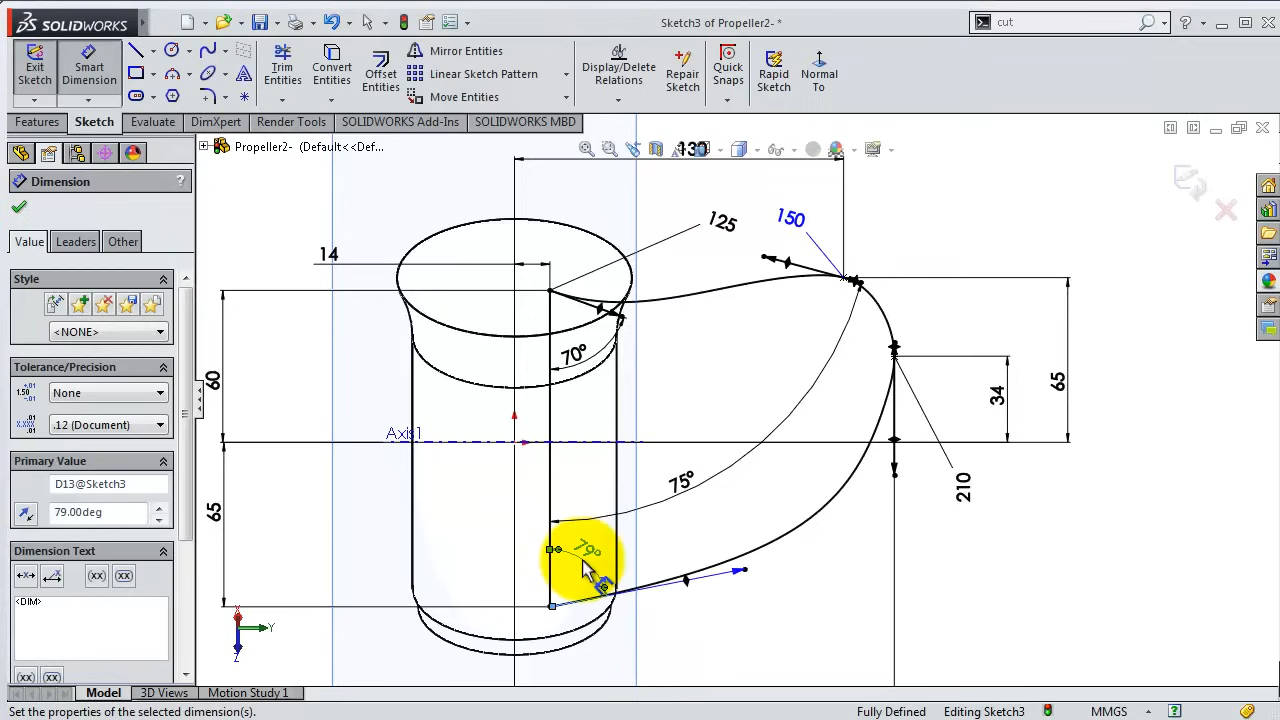 SOLIDWORKS
Sketch3 of Propeller2- *
cut
Exit Sketch
Smart Dimension
Trim Entities
Convert Entities
Offset Entities
Mirror Entities
Linear Sketch Pattern
Move Entities
Display/Delete Relations
Repair Sketch
Quick Snaps
Rapid Sketch
Normal To
Features
Sketch
Evaluate
DimXpert
Render Tools
SOLIDWORKS Add-Ins
SOLIDWORKS MBD
Propeller2- (Default<<Def...
Dimension
?
Value
Leaders
Other
Style
<NONE>
Tolerance/Precision
None
.12 (Document)
Primary Value
D13@Sketch3
79.00deg
Dimension Text
<DIM>
(xx)
(xx)
(xx)
(xx)
130
125
150
14
70°
60
65
34
65
Axis1
75°
210
79°
X
Y
Z
Model
3D Views
Motion Study 1
Set the properties of the selected dimension(s).
Fully Defined
Editing Sketch3
MMGS